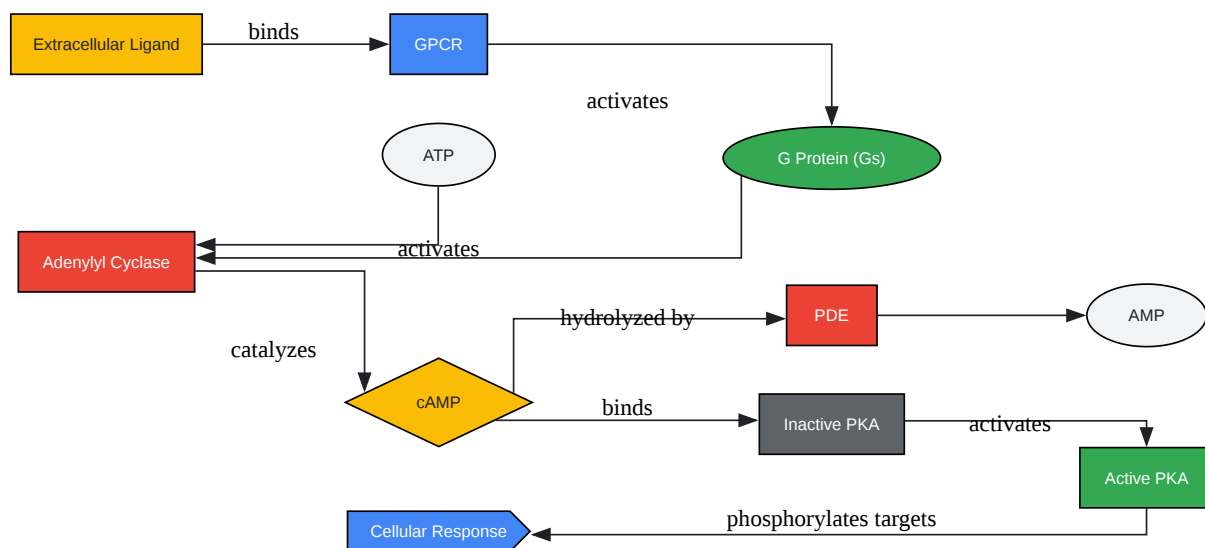 Extracellular Ligand
binds
GPCR
activates
ATP
G Protein (Gs)
activates
Adenylyl Cyclase
hydrolyzed by
PDE
AMP
catalyzes
cAMP
binds
Inactive PKA
activates
Active PKA
phosphorylates targets
Cellular Response